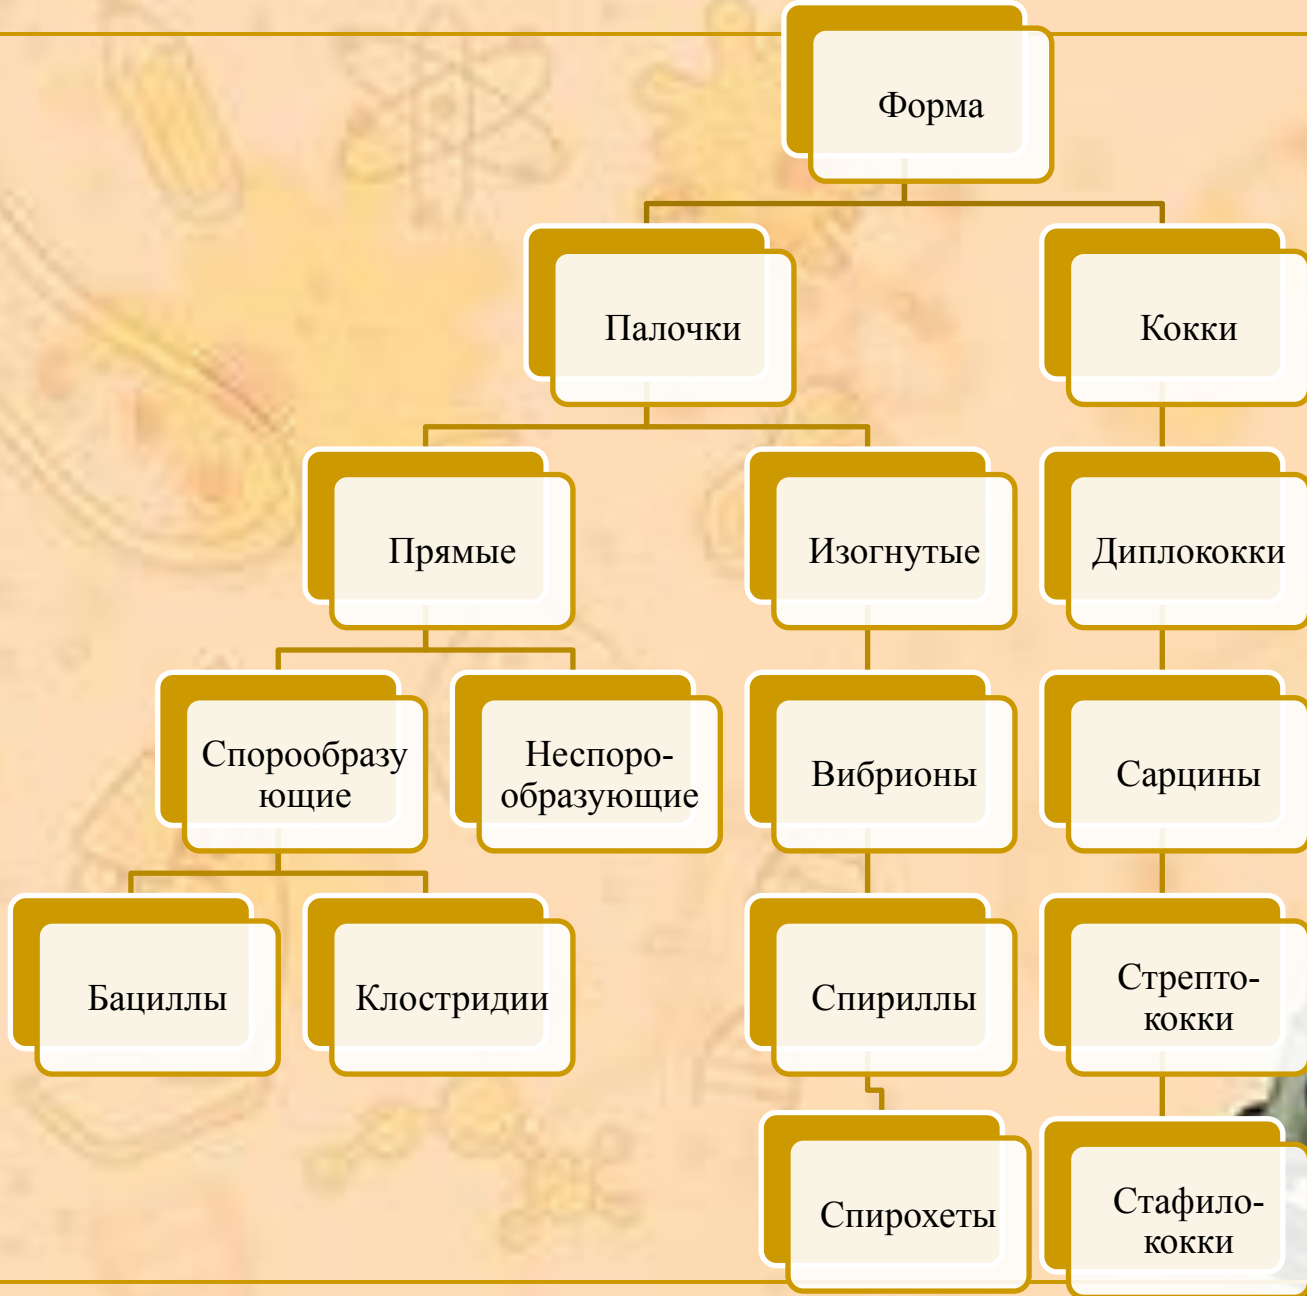 Форма
Палочки
Кокки
Прямые
Изогнутые
Диплококки
Спорообразу
ющие
Неспоро-
образующие
Вибрионы
Сарцины
Бациллы
Клостридии
Спириллы
Стрепто-
кокки
Спирохеты
Стафило-
кокки